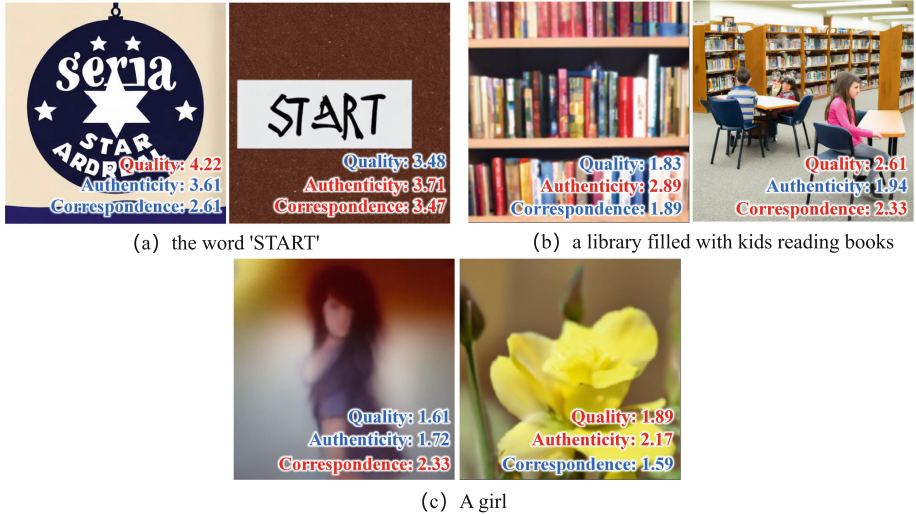 seria
STAR
Quality: 4.22
Authenticity: 3.61
Correspondence: 2.61
START
Quality: 3.48
Authenticity: 3.71
Correspondence: 3.47
(a) the word 'START'
Quality: 1.83
Authenticity: 2.89
Correspondence: 1.89
Quality: 2.61
Authenticity: 1.94
Correspondence: 2.33
(b) a library filled with kids reading books
Quality: 1.61
Authenticity: 1.72
Correspondence: 2.33
Quality: 1.89
Authenticity: 2.17
Correspondence: 1.59
(c) A girl